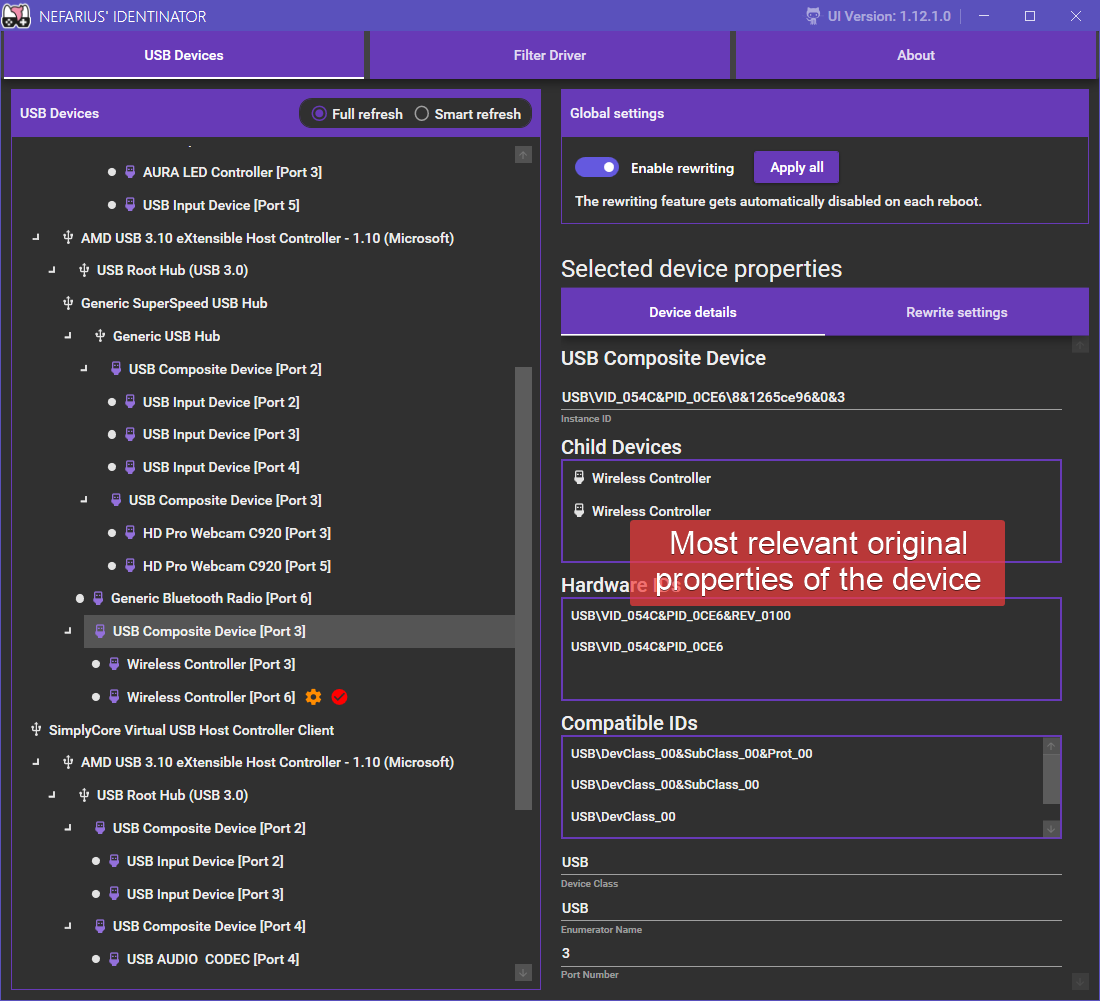 NEFARIUS' IDENTINATOR
UI Version: 1.12.1.0
USB Devices
Filter Driver
About
USB Devices
Full refresh
Smart refresh
AURA LED Controller [Port 3]
USB Input Device [Port 5]
AMD USB 3.10 eXtensible Host Controller - 1.10 (Microsoft)
USB Root Hub (USB 3.0)
Generic SuperSpeed USB Hub
Generic USB Hub
USB Composite Device [Port 2]
USB Input Device [Port 2]
USB Input Device [Port 3]
USB Input Device [Port 4]
USB Composite Device [Port 3]
HD Pro Webcam C920 [Port 3]
HD Pro Webcam C920 [Port 5]
Generic Bluetooth Radio [Port 6]
USB Composite Device [Port 3]
Wireless Controller [Port 3]
Wireless Controller [Port 6]
SimplyCore Virtual USB Host Controller Client
AMD USB 3.10 eXtensible Host Controller - 1.10 (Microsoft)
USB Root Hub (USB 3.0)
USB Composite Device [Port 2]
USB Input Device [Port 2]
USB Input Device [Port 3]
USB Composite Device [Port 4]
USB AUDIO  CODEC [Port 4]
Global settings
Enable rewriting
Apply all
The rewriting feature gets automatically disabled on each reboot.
Selected device properties
Device details
Rewrite settings
USB Composite Device
USB\VID_054C&PID_0CE6\8&1265ce96&0&3
Instance ID
Child Devices
Wireless Controller
Wireless Controller
Most relevant original
properties of the device
Hardware IDs
USB\VID_054C&PID_0CE6&REV_0100
USB\VID_054C&PID_0CE6
Compatible IDs
USB\DevClass_00&SubClass_00&Prot_00
USB\DevClass_00&SubClass_00
USB\DevClass_00
USB
Device Class
USB
Enumerator Name
3
Port Number